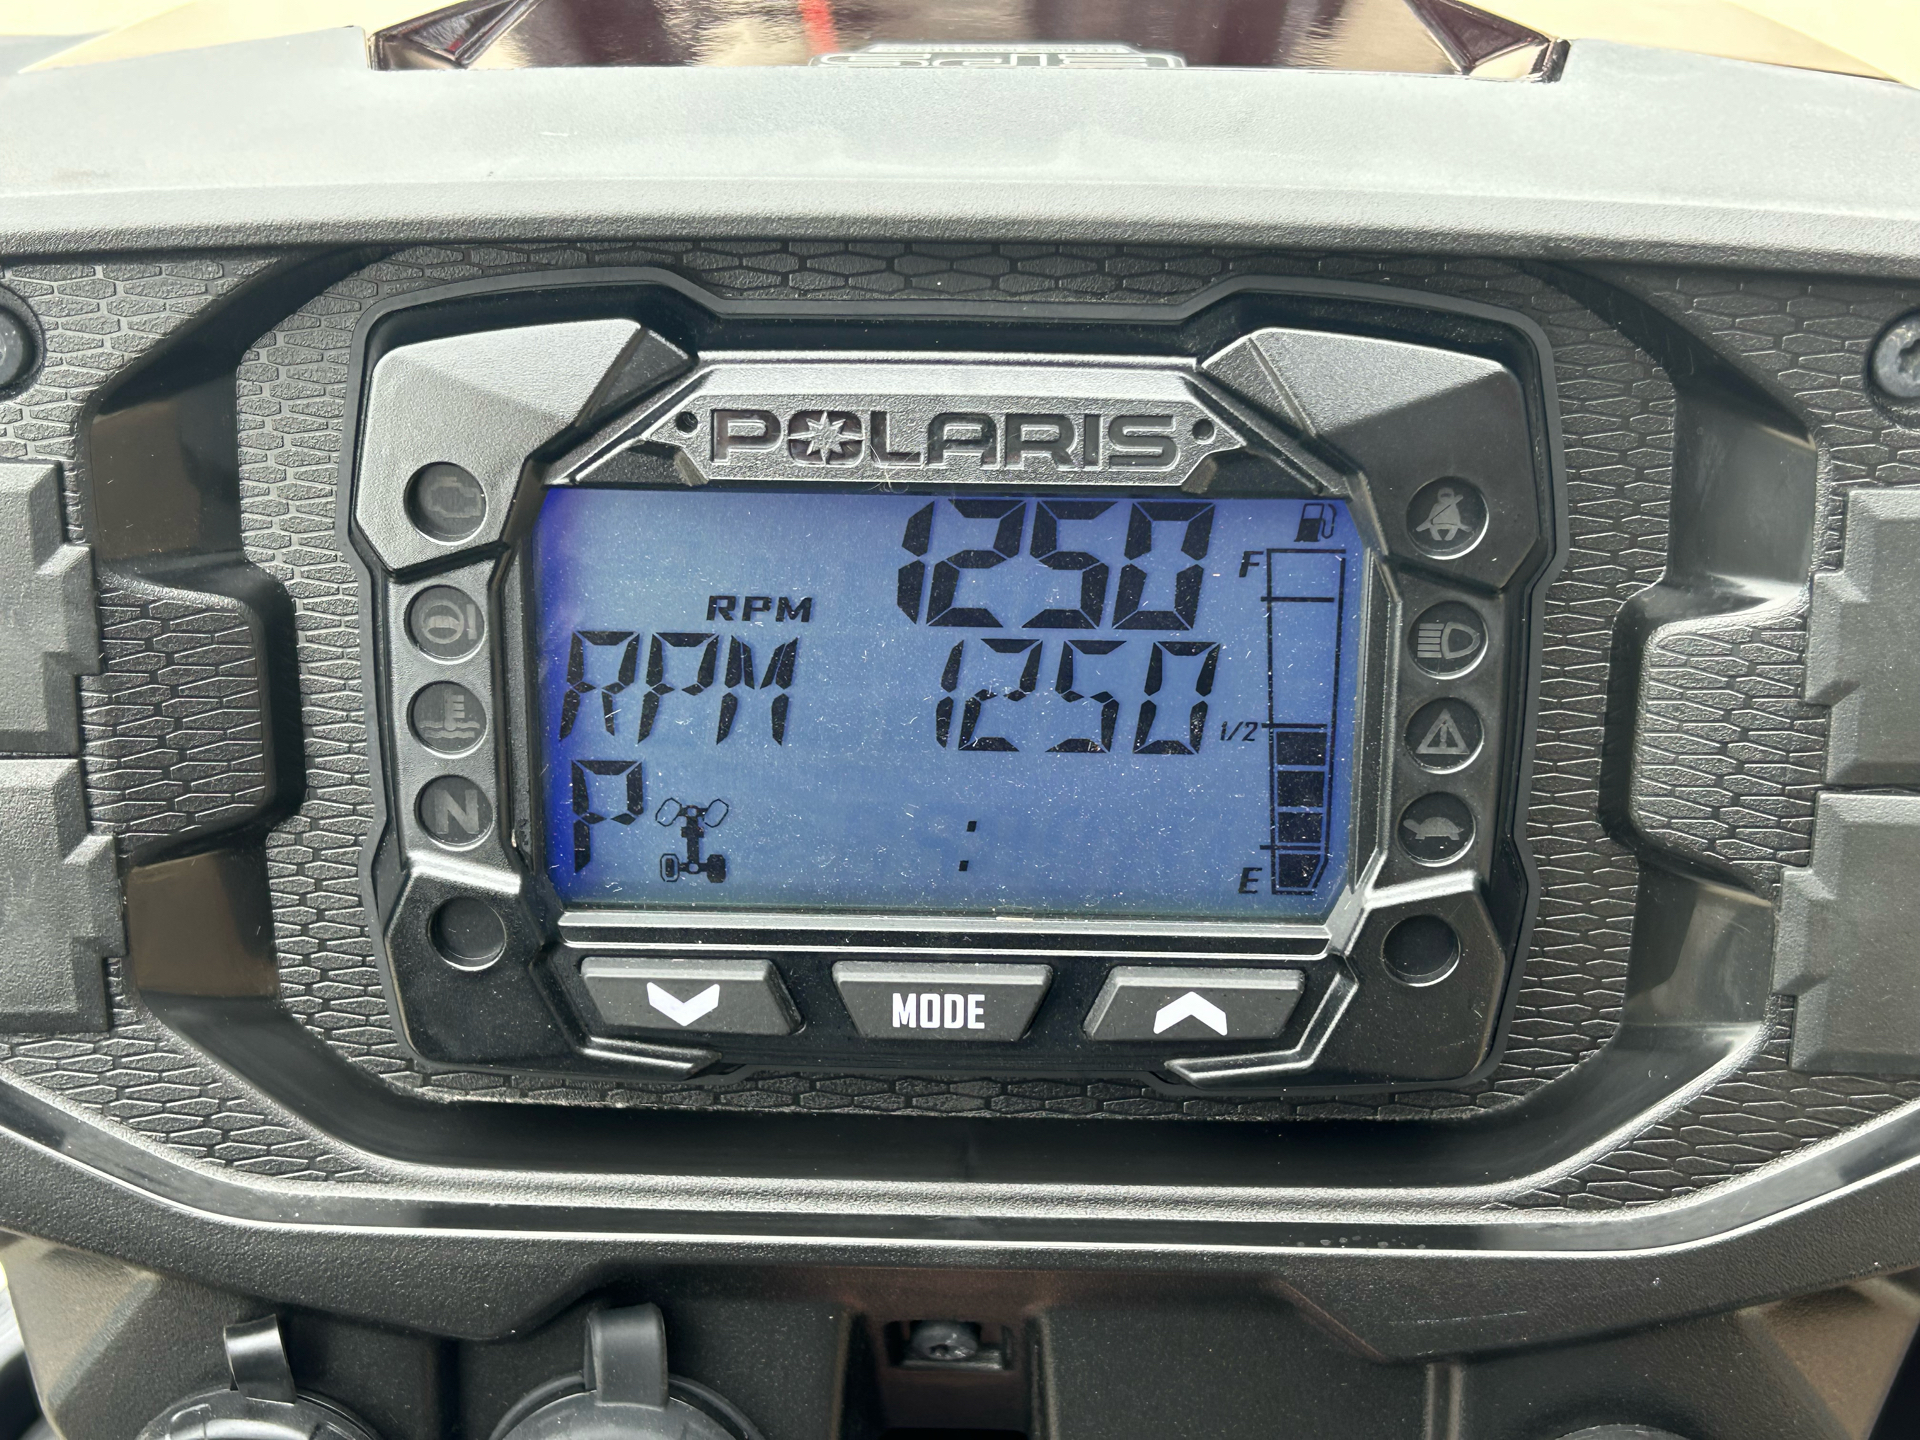 POLARIS
1250
RPM
F
RPM 1250
1/2
N
P :
E
MODE